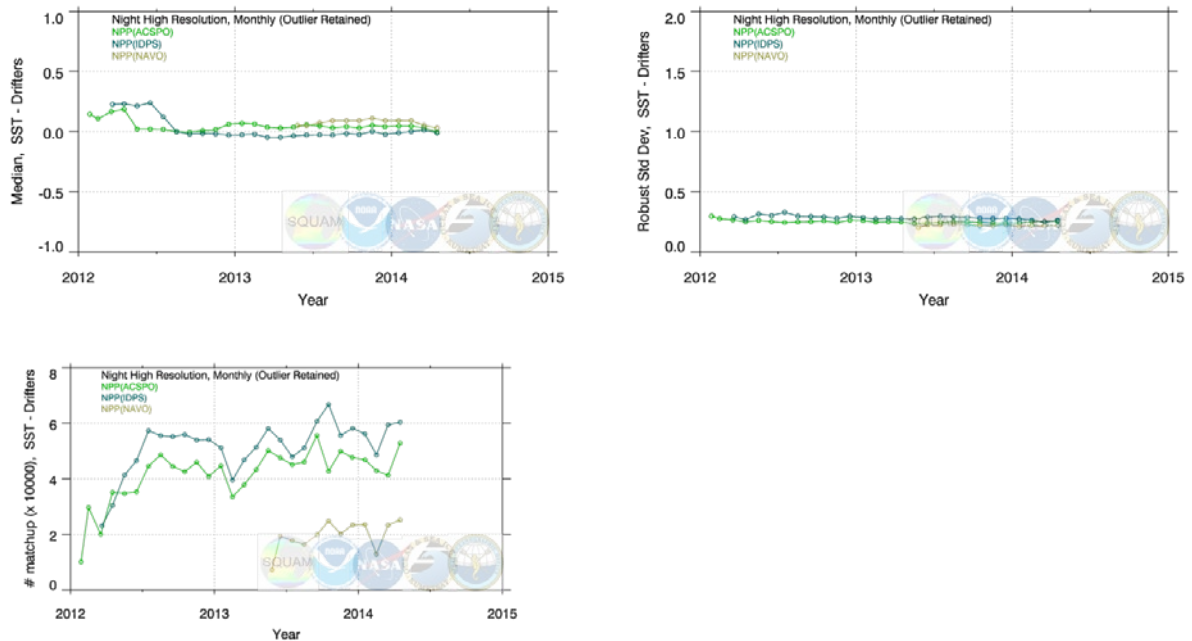 Night High Resolution, Monthly (Outlier Retained)
NPP(ACSPO)
NPP(IDPS)
NPP(NAVO)
Median, SST - Drifters
1.0
0.5
0.0
-0.5
-1.0
SQUAM
NASA
2012
2013
2014
2015
Year
Night High Resolution, Monthly (Outlier Retained)
NPP(ACSPO)
NPP(IDPS)
NPP(NAVO)
Robust Std Dev, SST - Drifters
2.0
1.5
1.0
0.5
0.0
SQUAM
NASA
2012
2013
2014
2015
Year
Night High Resolution, Monthly (Outlier Retained)
NPP(ACSPO)
NPP(IDPS)
NPP(NAVO)
# matchup (x 10000), SST - Drifters
8
6
4
2
0
SQUAM
NASA
2012
2013
2014
2015
Year